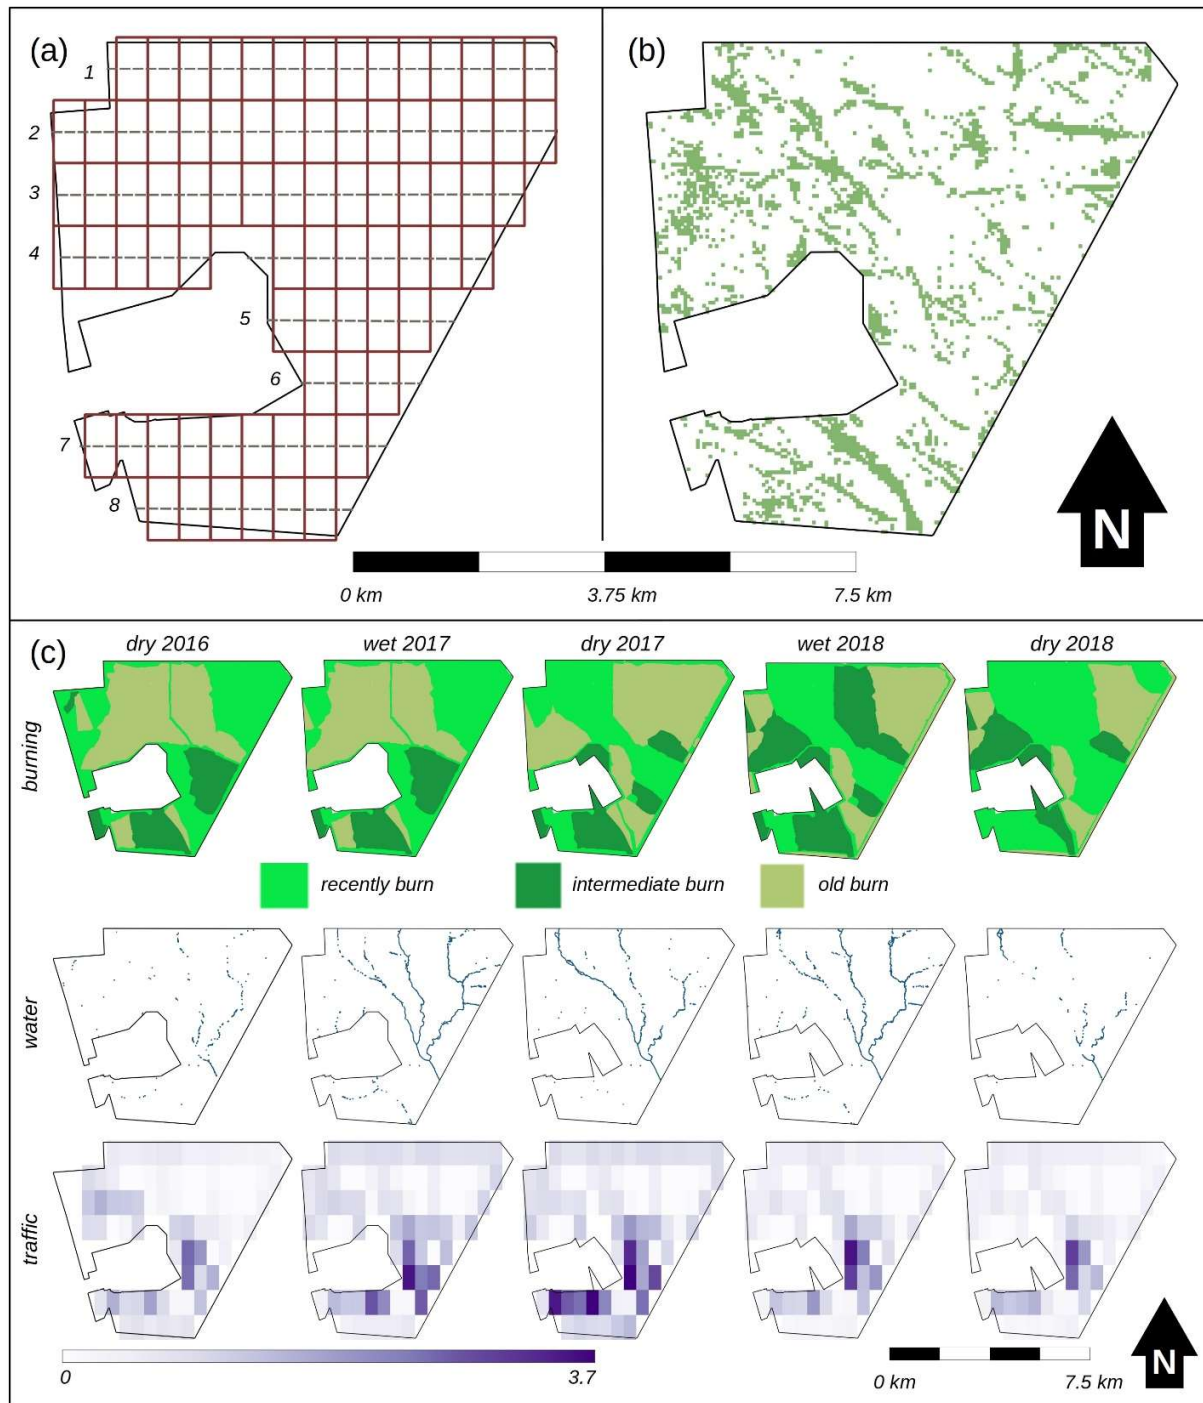 (a)
(b)
1
2
3
4
5
6
7
8
N
0 km 3.75 km 7.5 km
(c)
dry 2016 wet 2017 dry 2017 wet 2018 dry 2018
burning
recently burn intermediate burn old burn
water
traffic
0 3.7
0 km 7.5 km
N